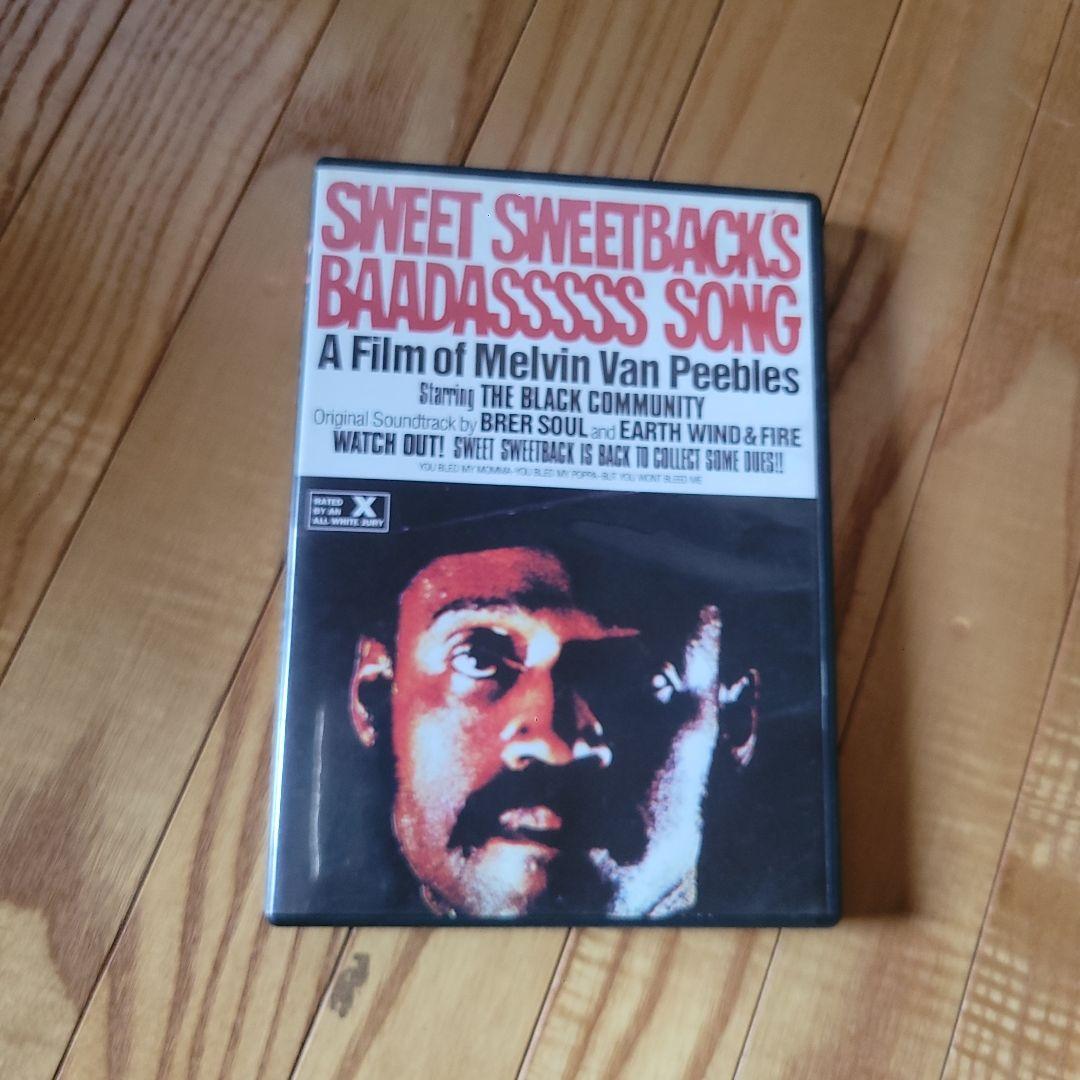 SWEET SWEETBACK'S
BAADASSSSS SONG
A Film of Melvin Van Peebles
Starring THE BLACK COMMUNITY
Original Soundtrack by BRER SOUL and EARTH WIND & FIRE
WATCH OUT! SWEET SWEETBACK IS BACK TO COLLECT SOME DUES!!
YOU BLED MY MOMMA-YOU BLED MY POPPA-BUT YOU WONT BLEED ME
RATED X
BY AN
ALL-WHITE JURY